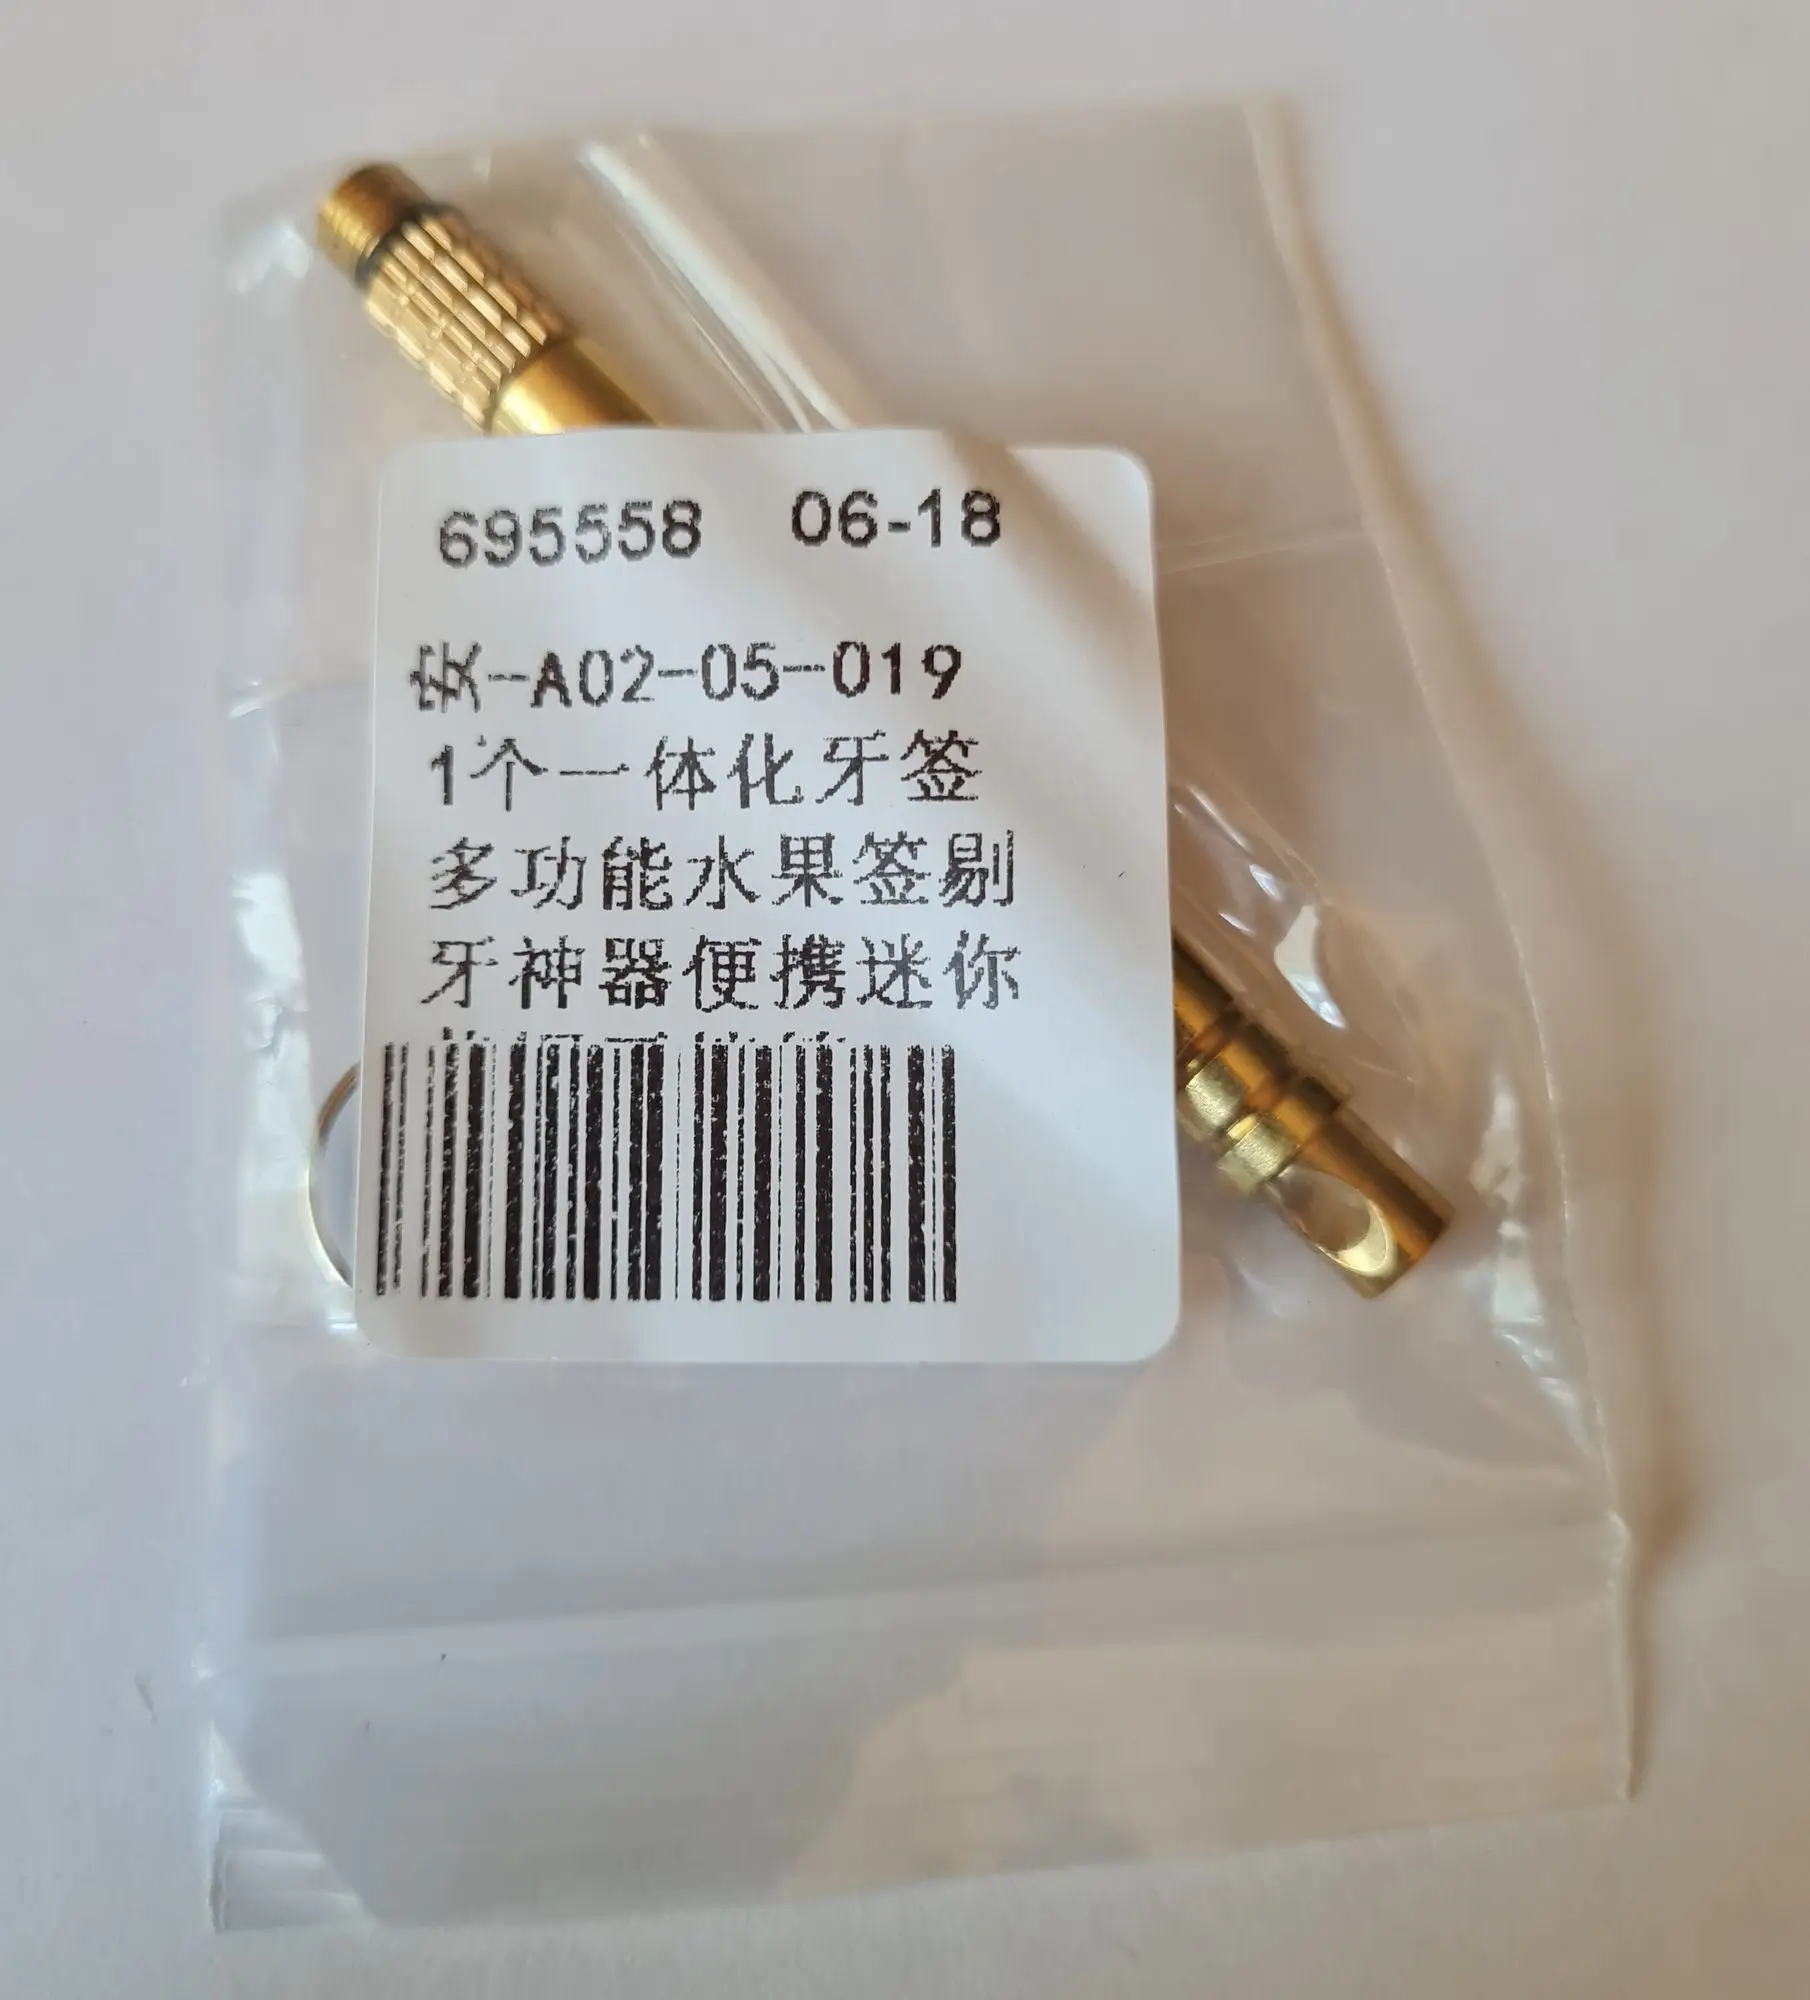 695558 06-18
安-A02-05-019
1个一体化牙签
多功能水果签剔
牙神器便携迷你